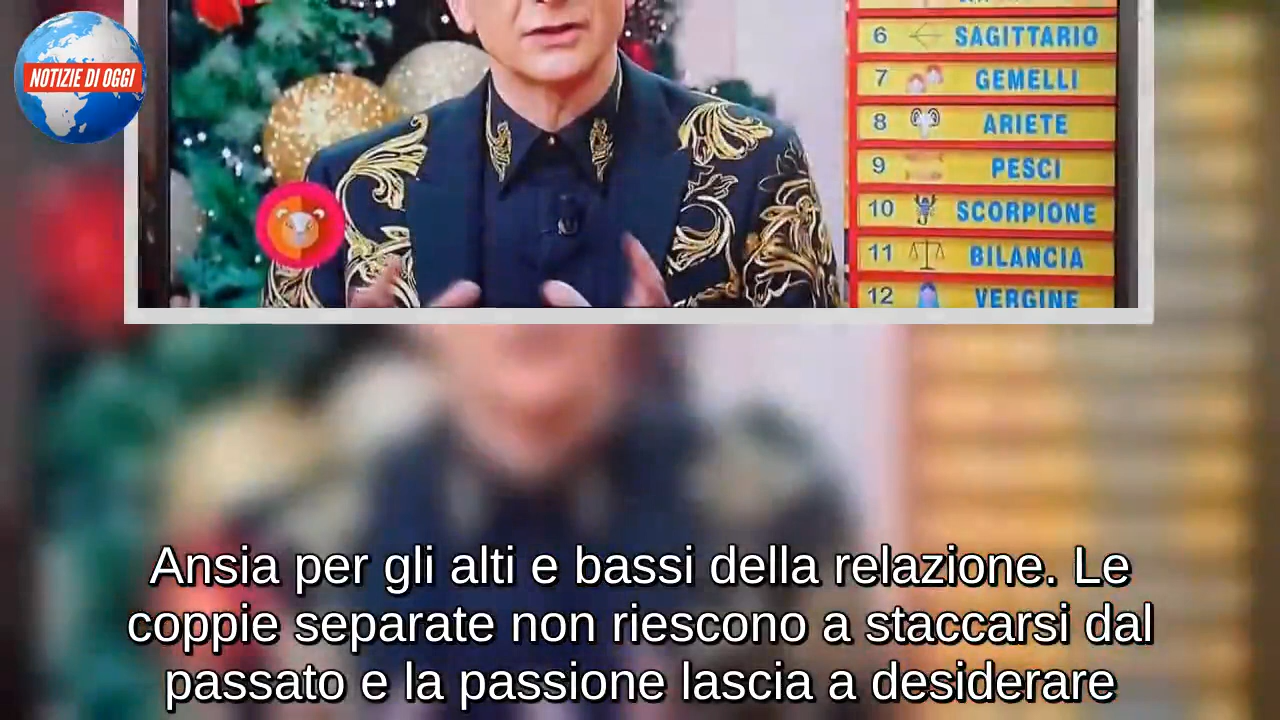 NOTIZIE DI OGGI
6 SAGITTARIO
7 GEMELLI
8 ARIETE
9 PESCI
10 SCORPIONE
11 BILANCIA
12 VERGINE
Ansia per gli alti e bassi della relazione. Le
coppie separate non riescono a staccarsi dal
passato e la passione lascia a desiderare